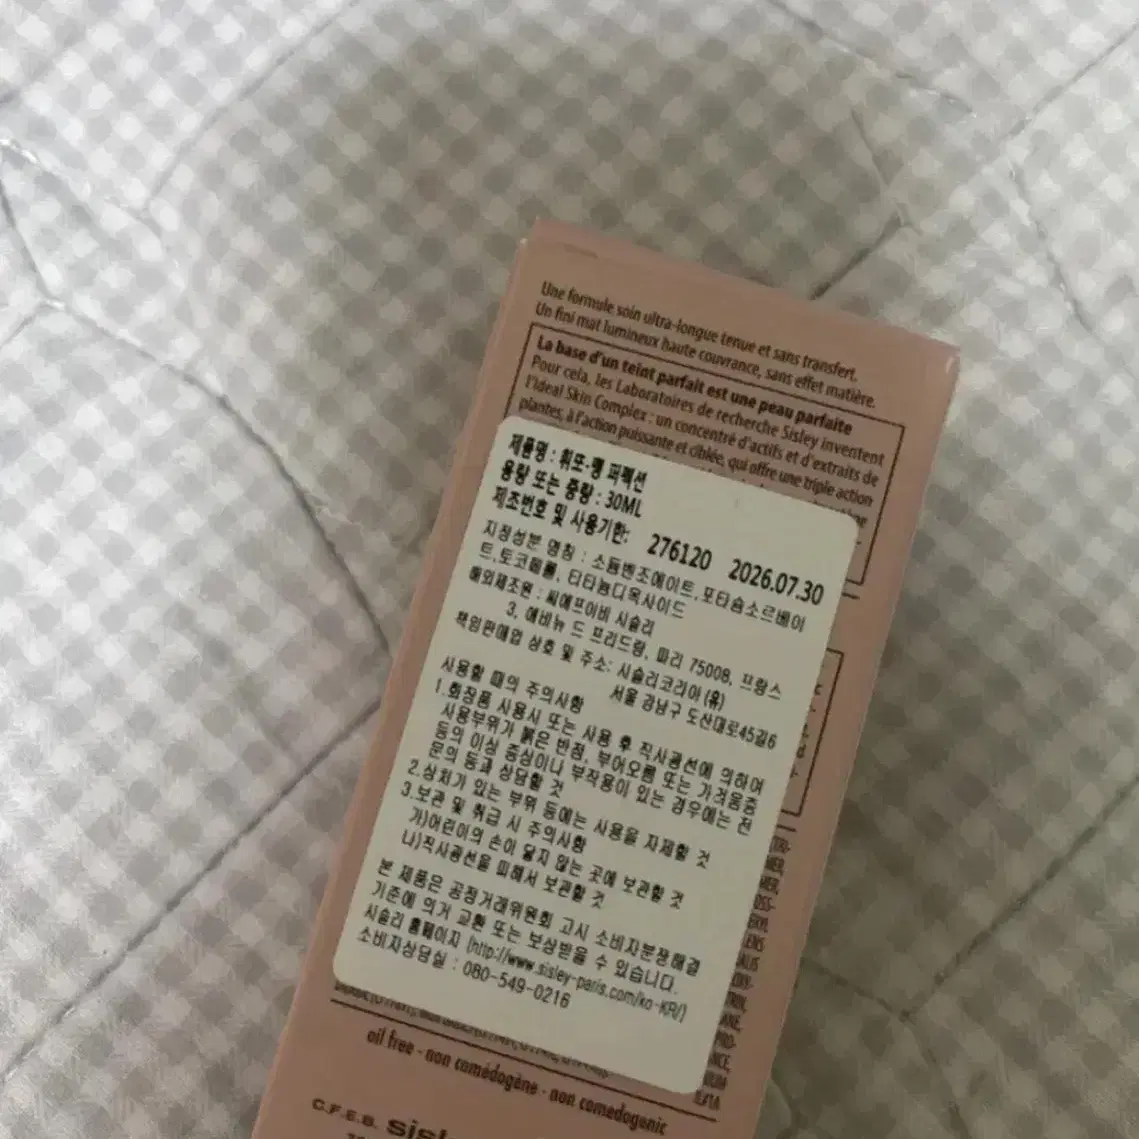 Une formule soin ultra-longue tenue et sans transfert.
Un fini mat lumineux haute couvrance, sans effet matière.
La base d'un teint parfait est une peau parfaite
Pour cela, les Laboratoires de recherche Sisley inventent
l'Ideal Skin Complex : un concentré d'actifs et d'extraits de
plantes, à l'action puissante et ciblée, qui offre une triple action
제품명 : 휘또-뗑 퍼펙션
용량 또는 중량 : 30ML
제조번호 및 사용기한: 276120 2026.07.30
지정성분 명칭 : 소듐벤조에이트,포타슘소르베이
트,토코페롤, 티타늄디옥사이드
해외제조원 : 씨에프이비 시슬리
3, 애비뉴 드 프리드랑, 파리 75008, 프랑스
책임판매업 상호 및 주소: 시슬리코리아(유)
서울 강남구 도산대로45길6
사용할 때의 주의사항
1.화장품 사용시 또는 사용 후 직사광선에 의하여
사용부위가 붉은 반점, 부어오름 또는 가려움증
등의 이상 증상이나 부작용이 있는 경우에는 전
문의 등과 상담할 것
2.상처가 있는 부위 등에는 사용을 자제할 것
3.보관 및 취급 시 주의사항
가)어린이의 손이 닿지 않는 곳에 보관할 것
나)직사광선을 피해서 보관할 것
본 제품은 공정거래위원회 고시 소비자분쟁해결
기준에 의거 교환 또는 보상받을 수 있습니다.
시슬리 홈페이지 (http://www.sisley-paris.com/ko-KR/)
소비자상담실 : 080-549-0216
oil free - non comédogène - non comedogenic
C.F.E.B. sisl